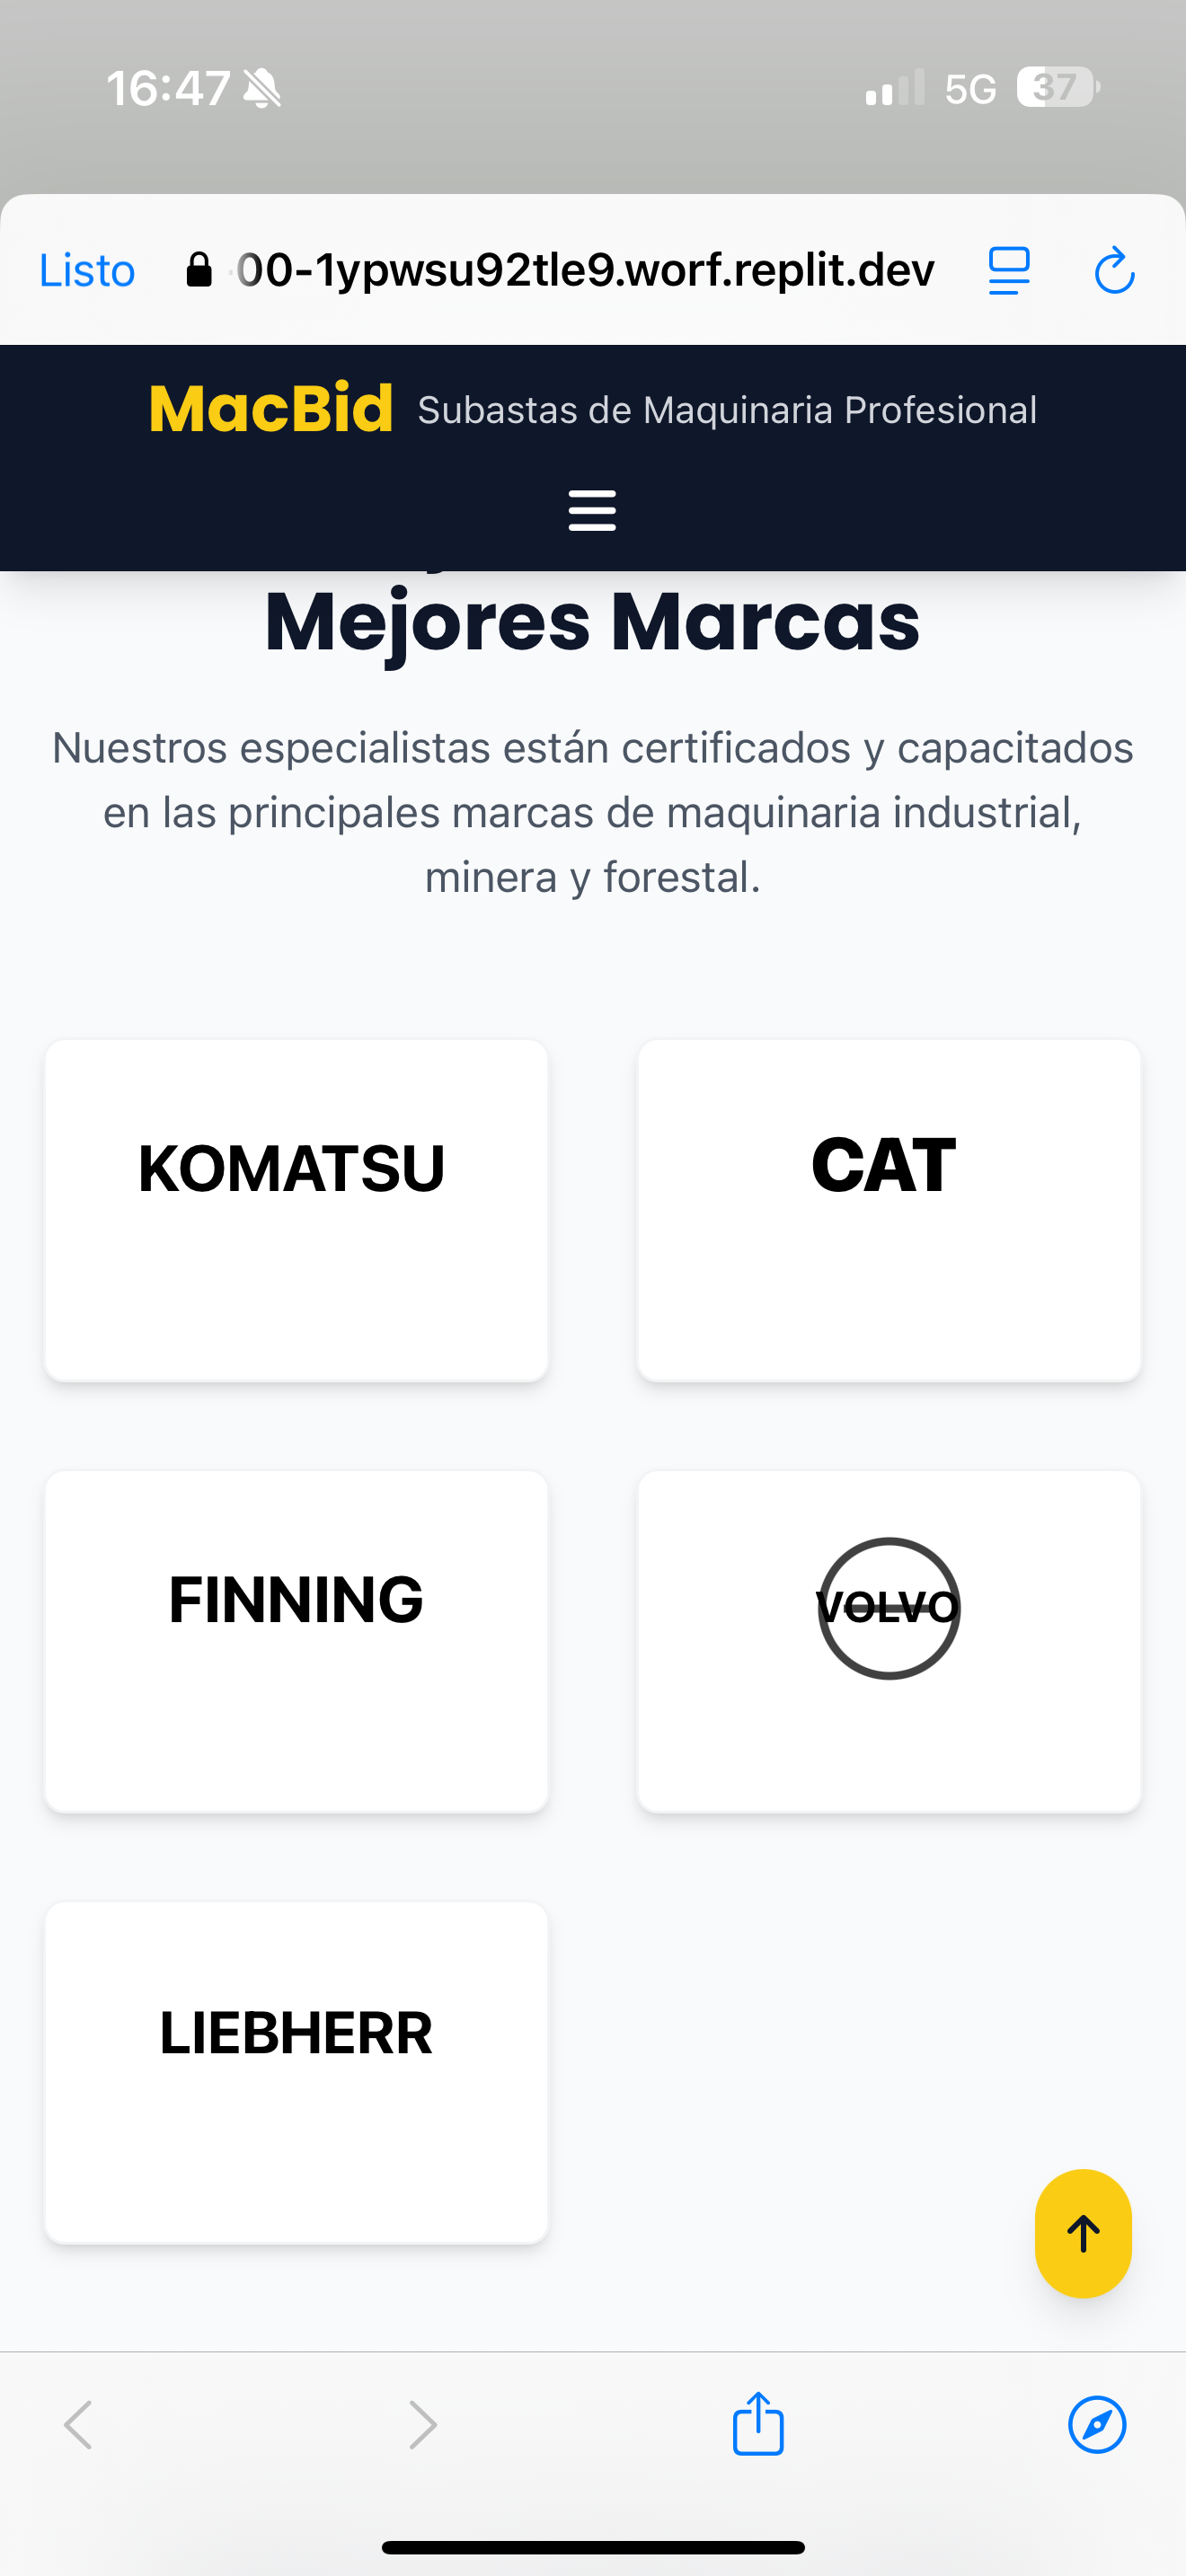 16:47
5G
37
Listo
00-1ypwsu92tle9.worf.replit.dev
MacBid Subastas de Maquinaria Profesional
Mejores Marcas
Nuestros especialistas están certificados y capacitados
en las principales marcas de maquinaria industrial,
minera y forestal.
KOMATSU
CAT
FINNING
VOLVO
LIEBHERR